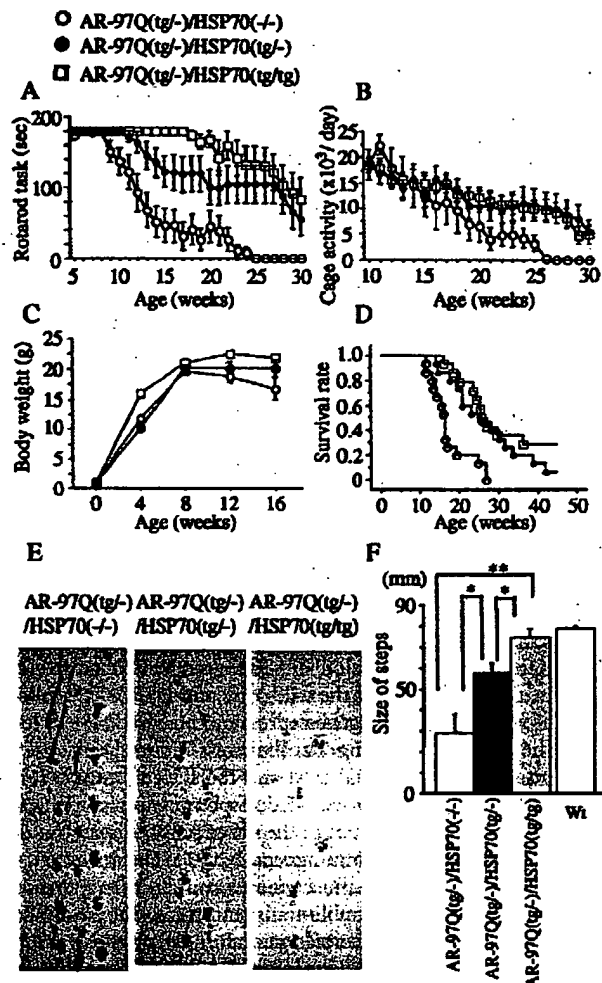 AR-97Q(tg/-)/HSP70(-/-)
AR-97Q(tg/-)/HSP70(tg/-)
AR-97Q(tg/-)/HSP70(tg/tg)
A
Rotarod task (sec)
200
100
0
5 10 15 20 25 30
Age (weeks)
B
Cage activity (x10³/ day)
25
20
15
10
5
0
10 15 20 25 30
Age (weeks)
C
Body weight (g)
25
20
15
10
5
0
0 4 8 12 16
Age (weeks)
D
Survival rate
1.0
0.8
0.6
0.4
0.2
0
0 10 20 30 40 50
Age (weeks)
E
AR-97Q(tg/-) AR-97Q(tg/-) AR-97Q(tg/-)
/HSP70(-/-) /HSP70(tg/-) /HSP70(tg/tg)
F
(mm)
Size of steps
90
50
0
**
* *
AR-97Q(tg/-)/HSP70(-/-)
AR-97Q(tg/-)/HSP70(tg/-)
AR-97Q(tg/-)/HSP70(tg/tg)
Wt